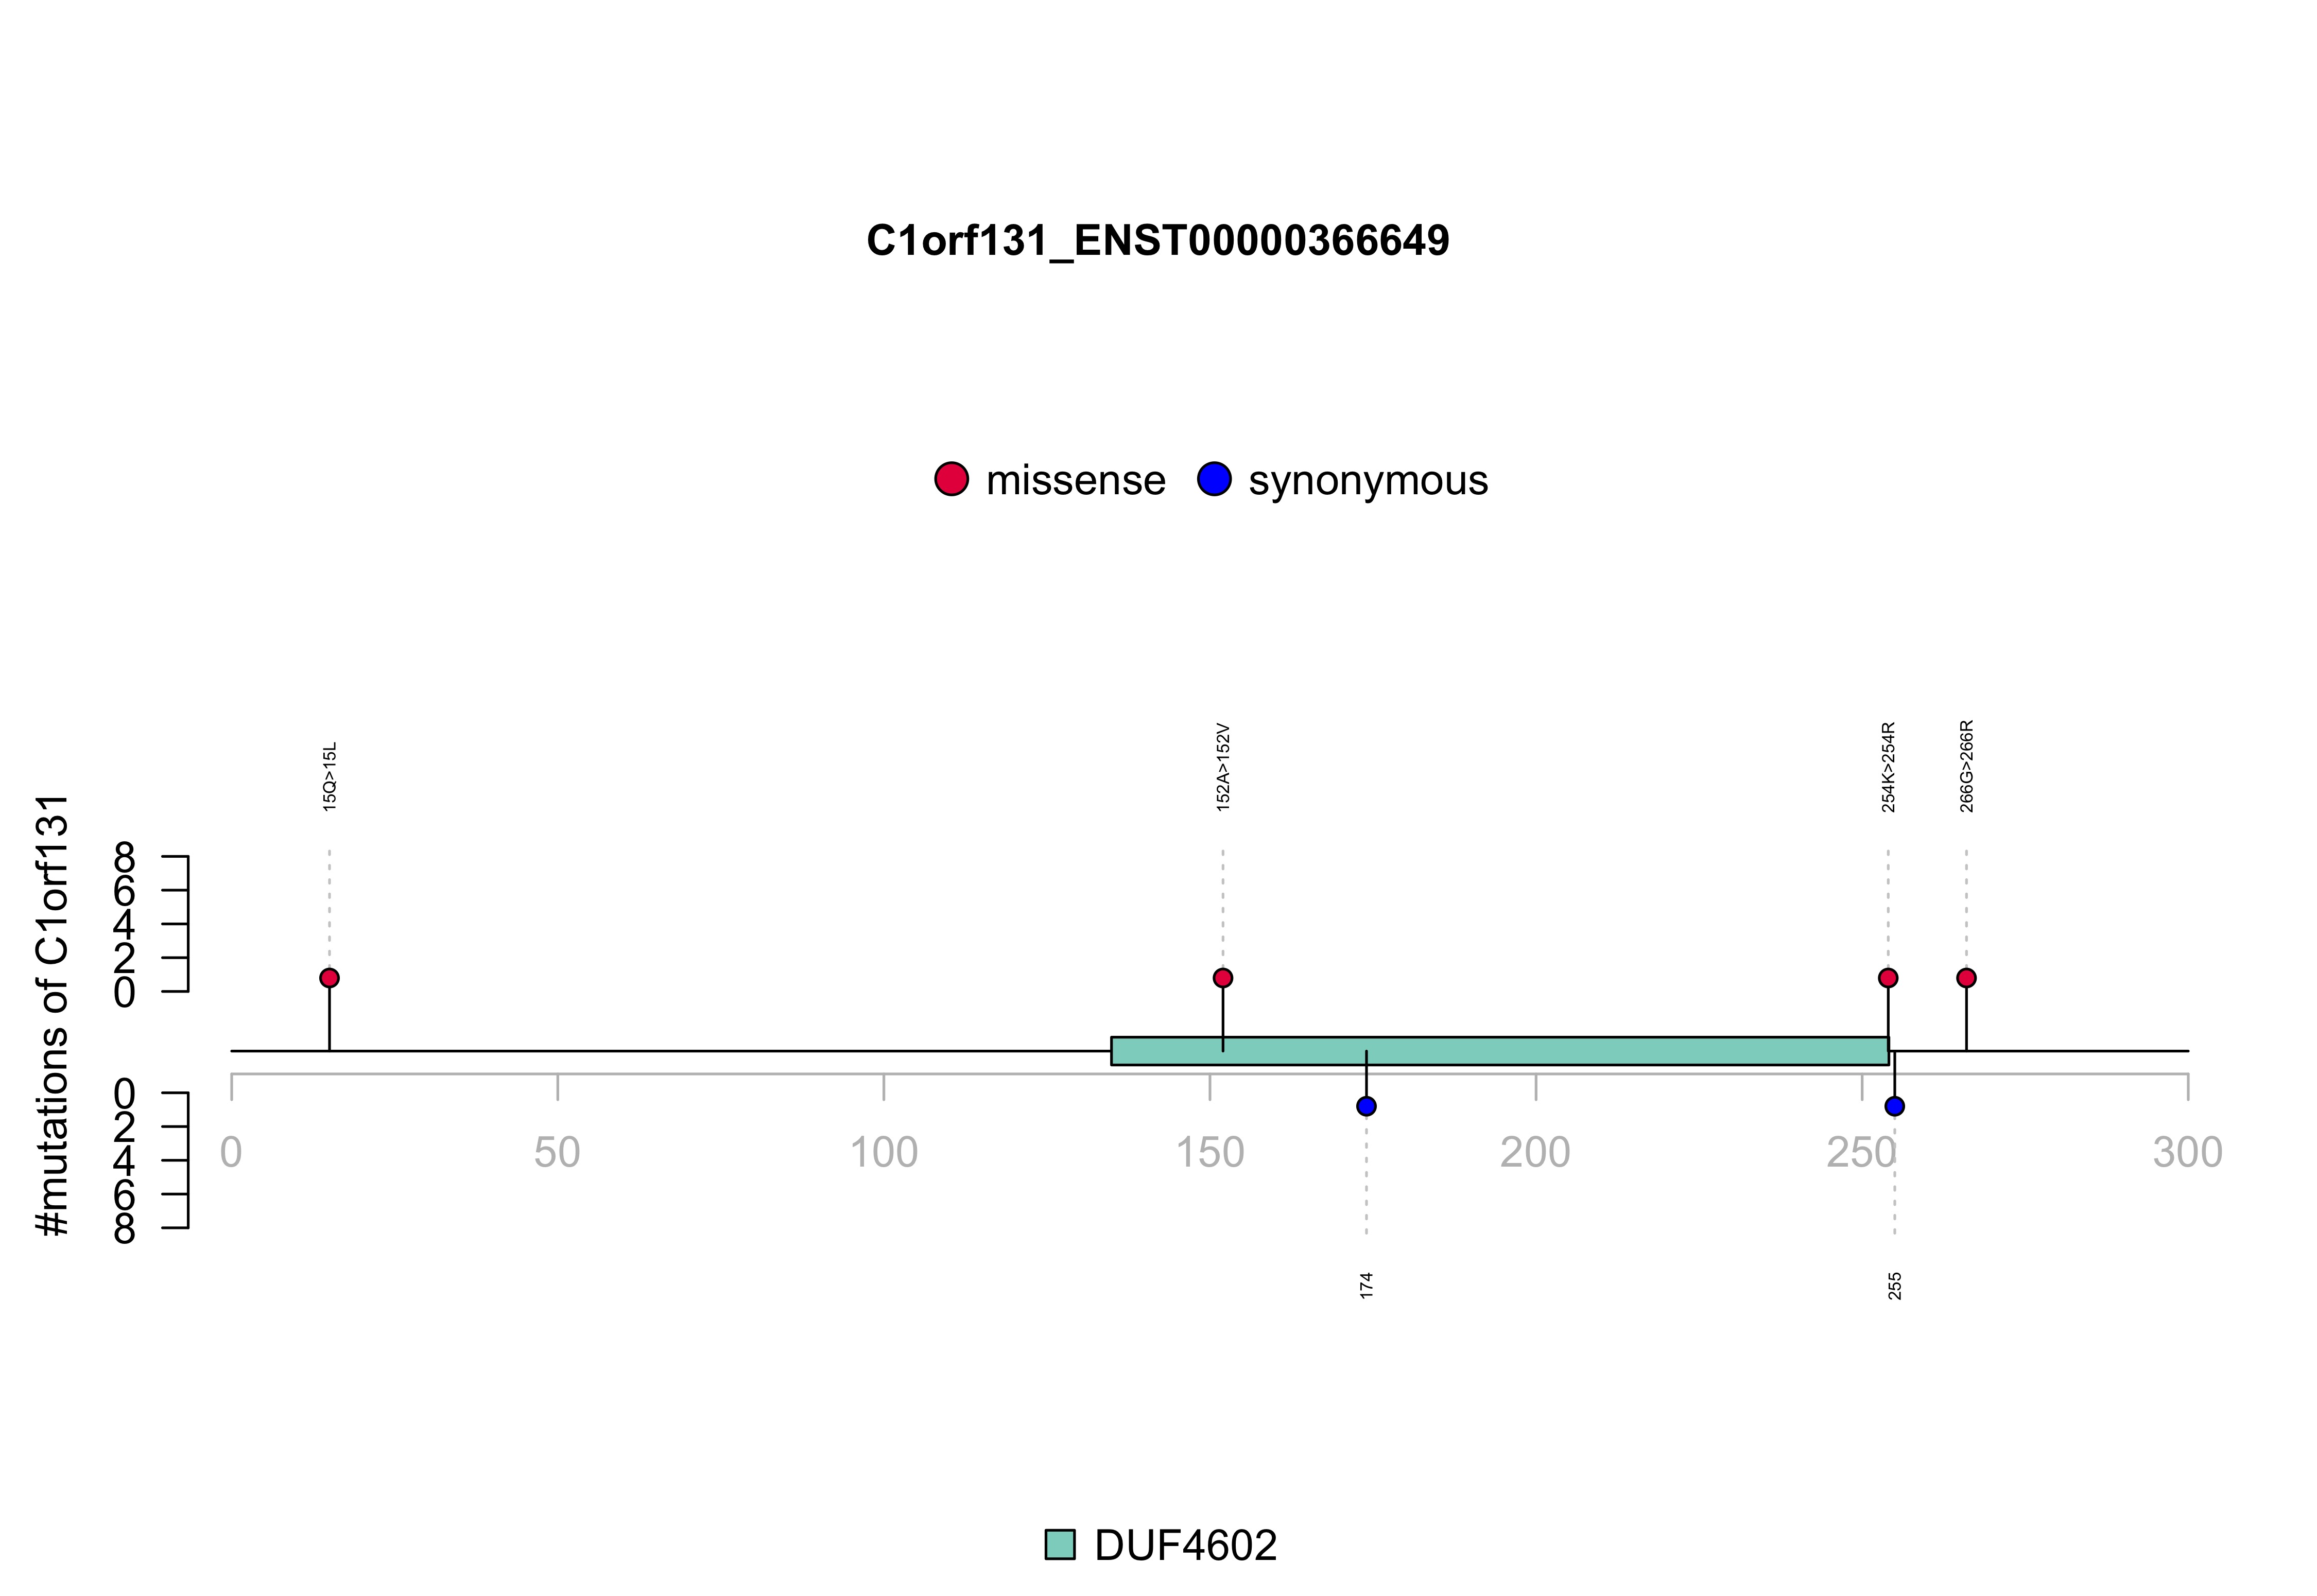 C1orf131_ENST00000366649
missense synonymous
15Q>15L
152A>152V
254K>254R
266G>266R
#mutations of C1orf131
8
6
4
2
0
0
2
4
6
8
0 50 100 150 200 250 300
174
255
DUF4602